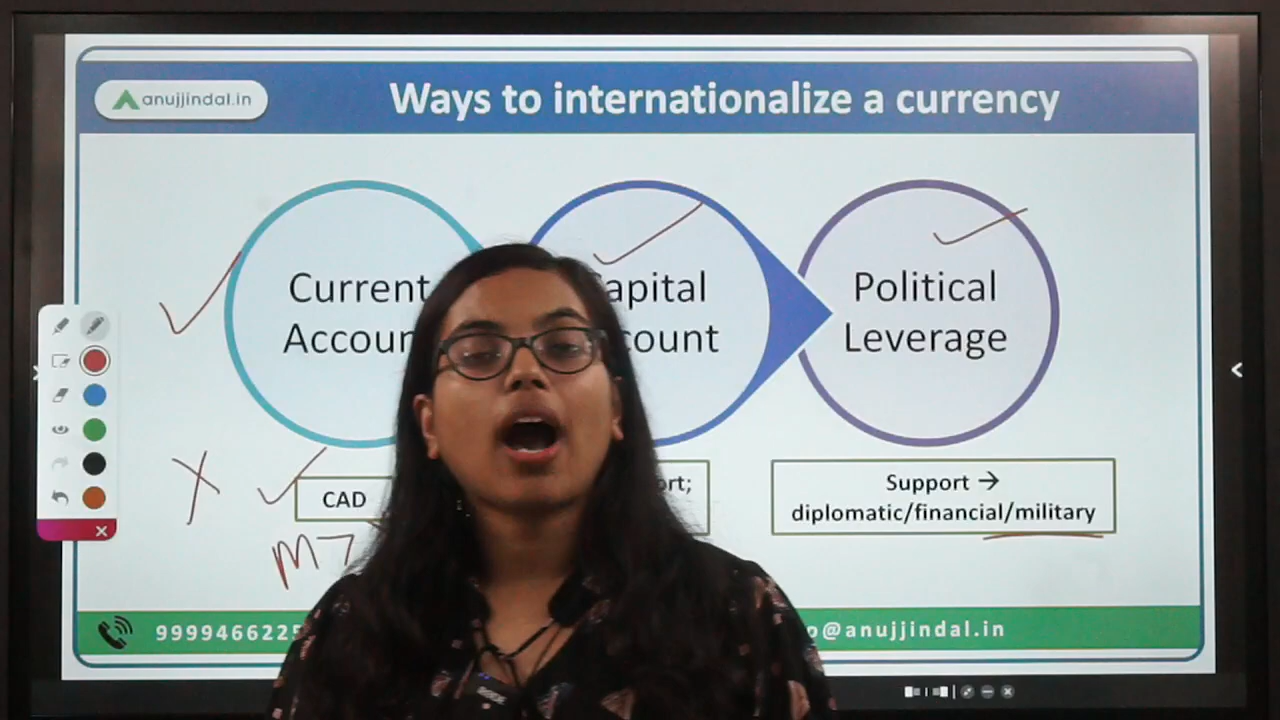 anujjindal.in
Ways to internationalize a currency
Current
Accoun
apital
count
Political
Leverage
X
CAD
ort;
Support →
diplomatic/financial/military
M7
9999466225
o@anujjindal.in